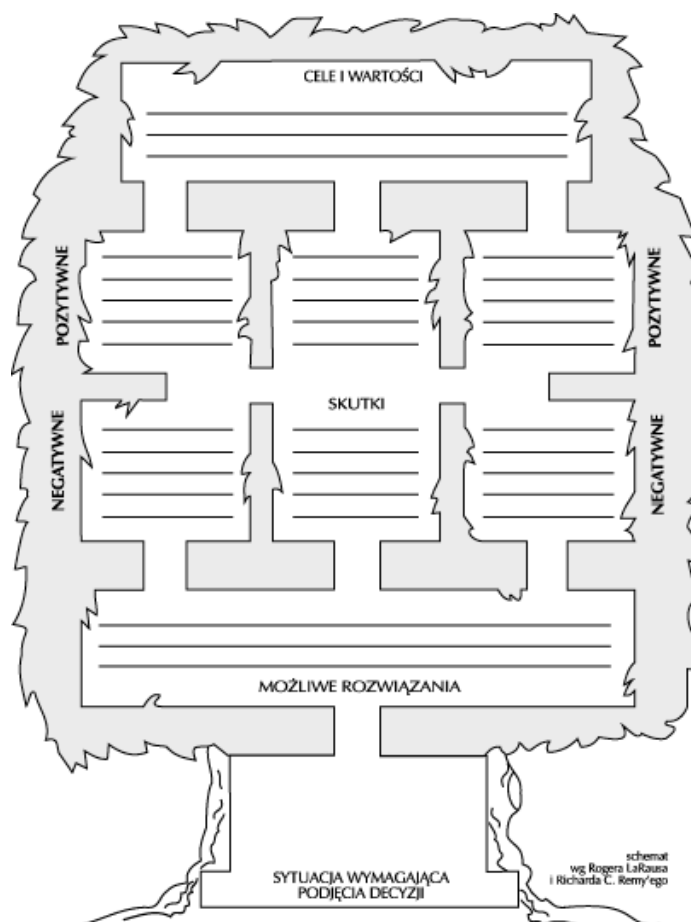 CELE I WARTOŚCI
POZYTYWNE
POZYTYWNE
SKUTKI
NEGATYWNE
NEGATYWNE
MOŻLIWE ROZWIĄZANIA
SYTUACJA WYMAGAJĄCA
PODJĘCIA DECYZJI
schemat
wg Rogera LaRausa
i Richarda C. Remy'ego